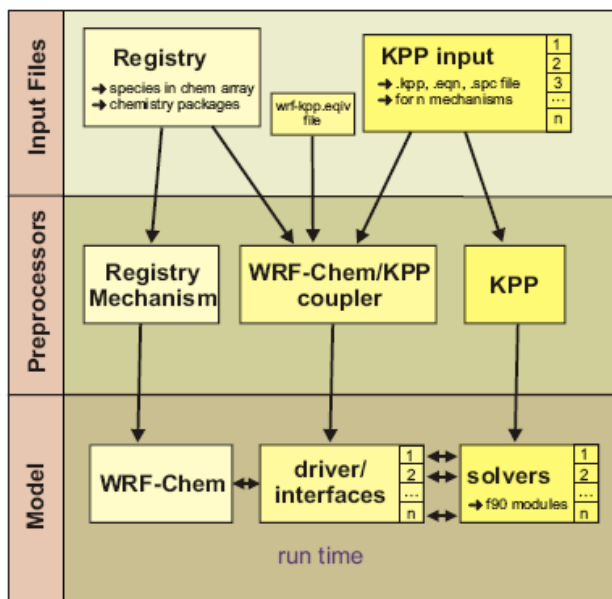 Input Files
Registry
➔ species in chem array
➔ chemistry packages
wrf-kpp.eqiv
file
KPP input
➔ .kpp, .eqn, .spc file
➔ for n mechanisms
1
2
3
...
n
Preprocessors
Registry
Mechanism
WRF-Chem/KPP
coupler
KPP
Model
WRF-Chem
driver/
interfaces
1
2
...
n
solvers
➔ f90 modules
1
2
...
n
run time